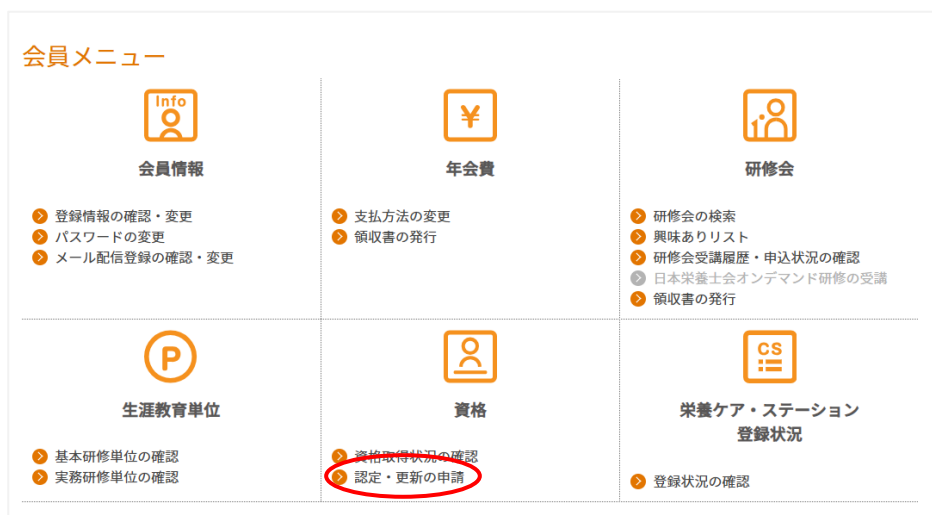 会員メニュー
Info
会員情報
登録情報の確認・変更
パスワードの変更
メール配信登録の確認・変更
¥
年会費
支払方法の変更
領収書の発行
研修会
研修会の検索
興味ありリスト
研修会受講履歴・申込状況の確認
日本栄養士会オンデマンド研修の受講
領収書の発行
P
生涯教育単位
基本研修単位の確認
実務研修単位の確認
資格
資格取得状況の確認
認定・更新の申請
CS
栄養ケア・ステーション
登録状況
登録状況の確認